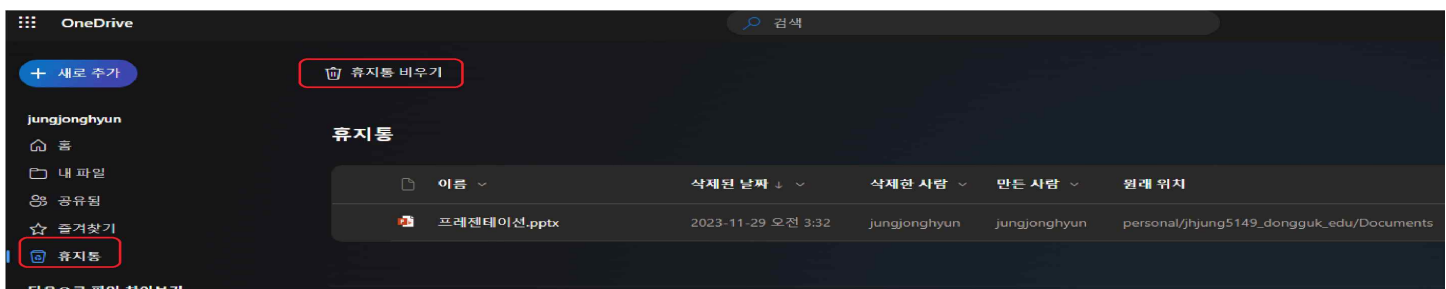 OneDrive
검색
새로 추가
휴지통 비우기
jungjonghyun
홈
내 파일
공유됨
즐겨찾기
휴지통
휴지통
이름 삭제된 날짜 ↓ 삭제한 사람 만든 사람 원래 위치
프레젠테이션.pptx 2023-11-29 오전 3:32 jungjonghyun jungjonghyun personal/jhjung5149_dongguk_edu/Documents